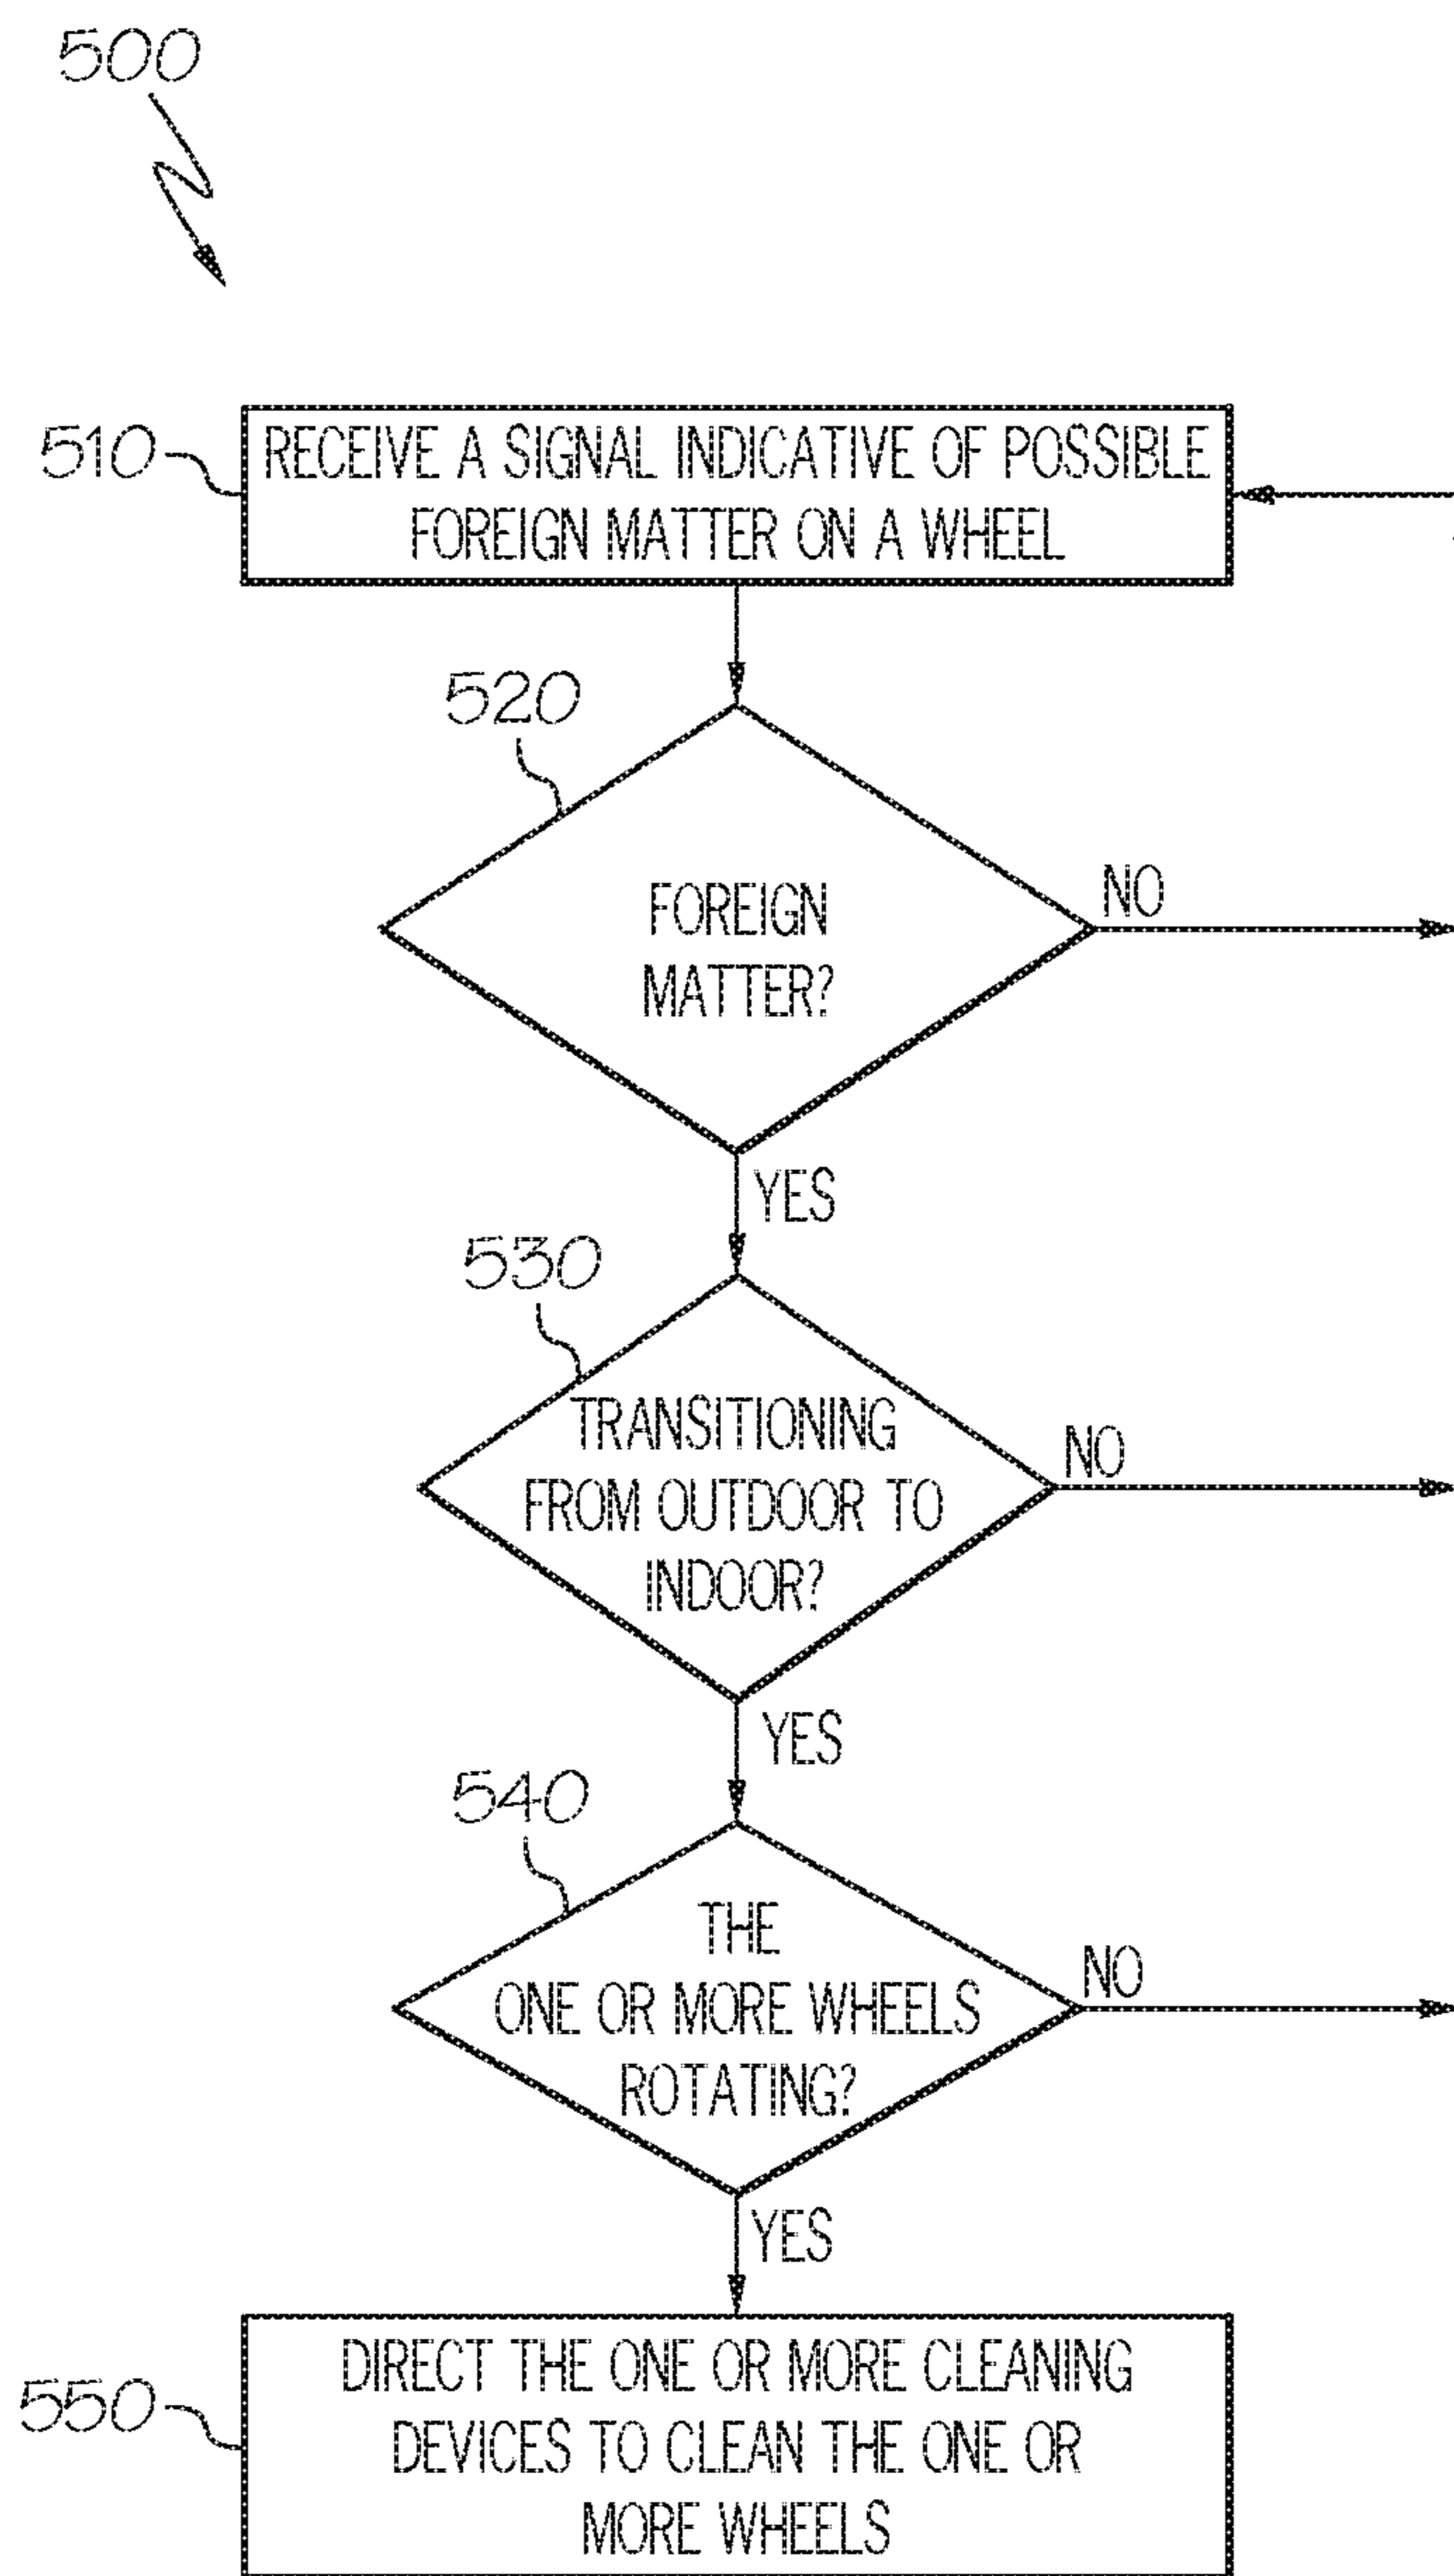 500
510
RECEIVE A SIGNAL INDICATIVE OF POSSIBLE
FOREIGN MATTER ON A WHEEL
520
FOREIGN
MATTER?
NO
YES
530
TRANSITIONING
FROM OUTDOOR TO
INDOOR?
NO
YES
540
THE
ONE OR MORE WHEELS
ROTATING?
NO
YES
550
DIRECT THE ONE OR MORE CLEANING
DEVICES TO CLEAN THE ONE OR
MORE WHEELS